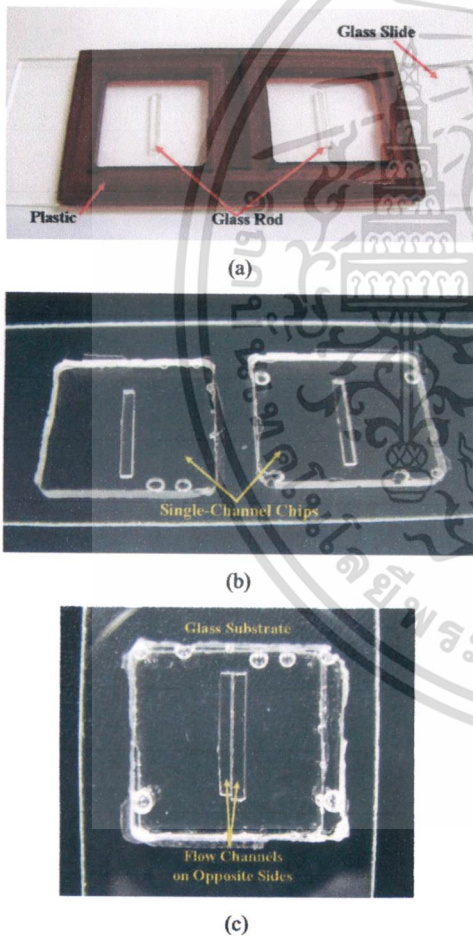 Glass Slide
Plastic
Glass Rod
(a)
Single-Channel Chips
(b)
Glass Substrate
Flow Channels
on Opposite Sides
(c)